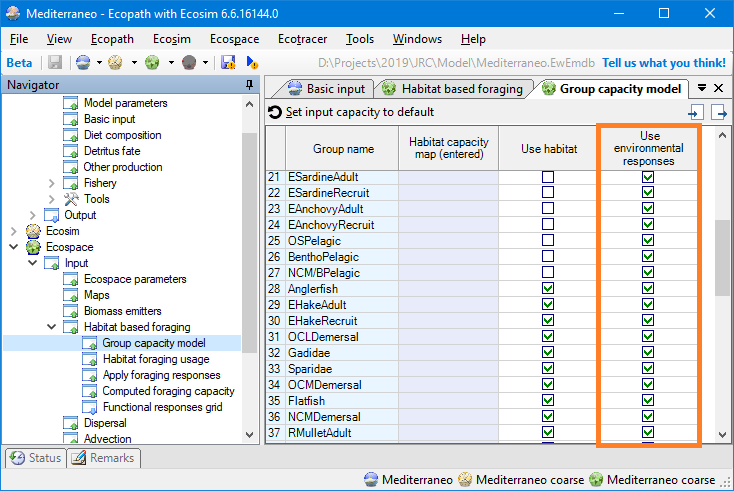 Mediterraneo - Ecopath with Ecosim 6.6.16144.0
File View Ecopath Ecosim Ecospace Ecotracer Tools Windows Help
Beta D:\Projects\2019\JRC\Model\Mediterraneo.EwEmdb Tell us what you think!
Navigator
Model parameters
Basic input
Diet composition
Detritus fate
Other production
Fishery
Tools
Output
Ecosim
Ecospace
Input
Ecospace parameters
Maps
Biomass emitters
Habitat based foraging
Group capacity model
Habitat foraging usage
Apply foraging responses
Computed foraging capacity
Functional responses grid
Dispersal
Advection
Basic input Habitat based foraging Group capacity model
Set input capacity to default
Group name Habitat capacity map (entered) Use habitat Use environmental responses
21 ESardineAdult
22 ESardineRecruit
23 EAnchovyAdult
24 EAnchovyRecruit
25 OSPelagic
26 BenthoPelagic
27 NCM/BPelagic
28 Anglerfish
29 EHakeAdult
30 EHakeRecruit
31 OCLDemersal
32 Gadidae
33 Sparidae
34 OCMDemersal
35 Flatfish
36 NCMDemersal
37 RMulletAdult
Status Remarks
Mediterraneo Mediterraneo coarse Mediterraneo coarse